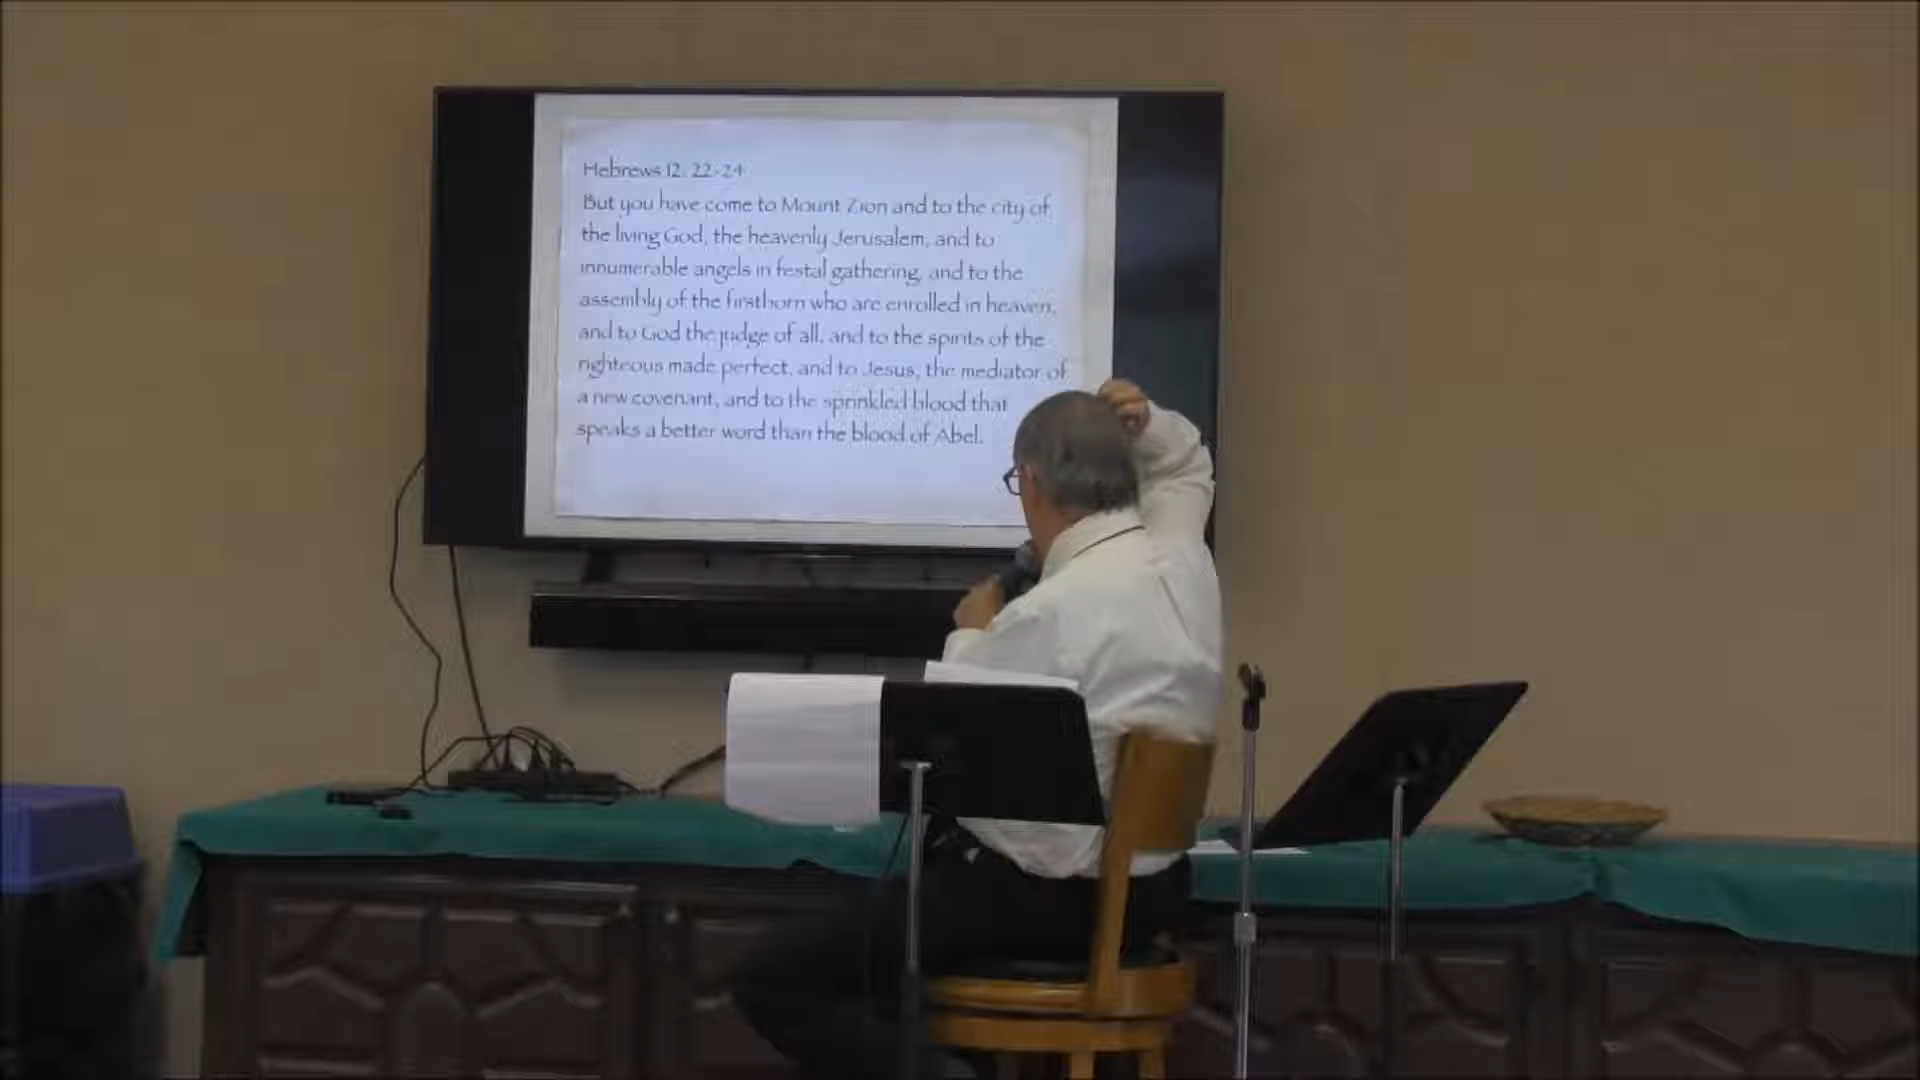 Hebrews 12: 22-24
But you have come to Mount Zion and to the city of
the living God, the heavenly Jerusalem, and to
innumerable angels in festal gathering, and to the
assembly of the firstborn who are enrolled in heaven,
and to God the judge of all, and to the spirits of the
righteous made perfect, and to Jesus, the mediator of
a new covenant, and to the sprinkled blood that
speaks a better word than the blood of Abel.